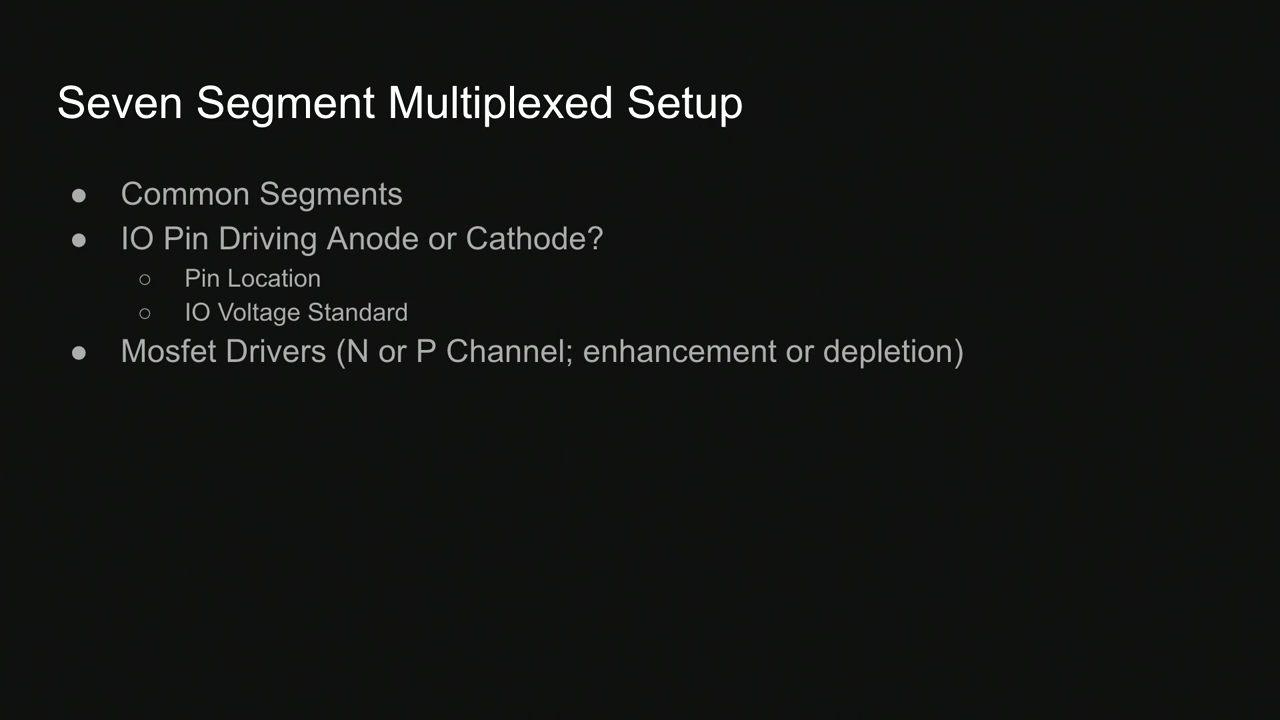 Seven Segment Multiplexed Setup
● Common Segments
● IO Pin Driving Anode or Cathode?
○ Pin Location
○ IO Voltage Standard
● Mosfet Drivers (N or P Channel; enhancement or depletion)